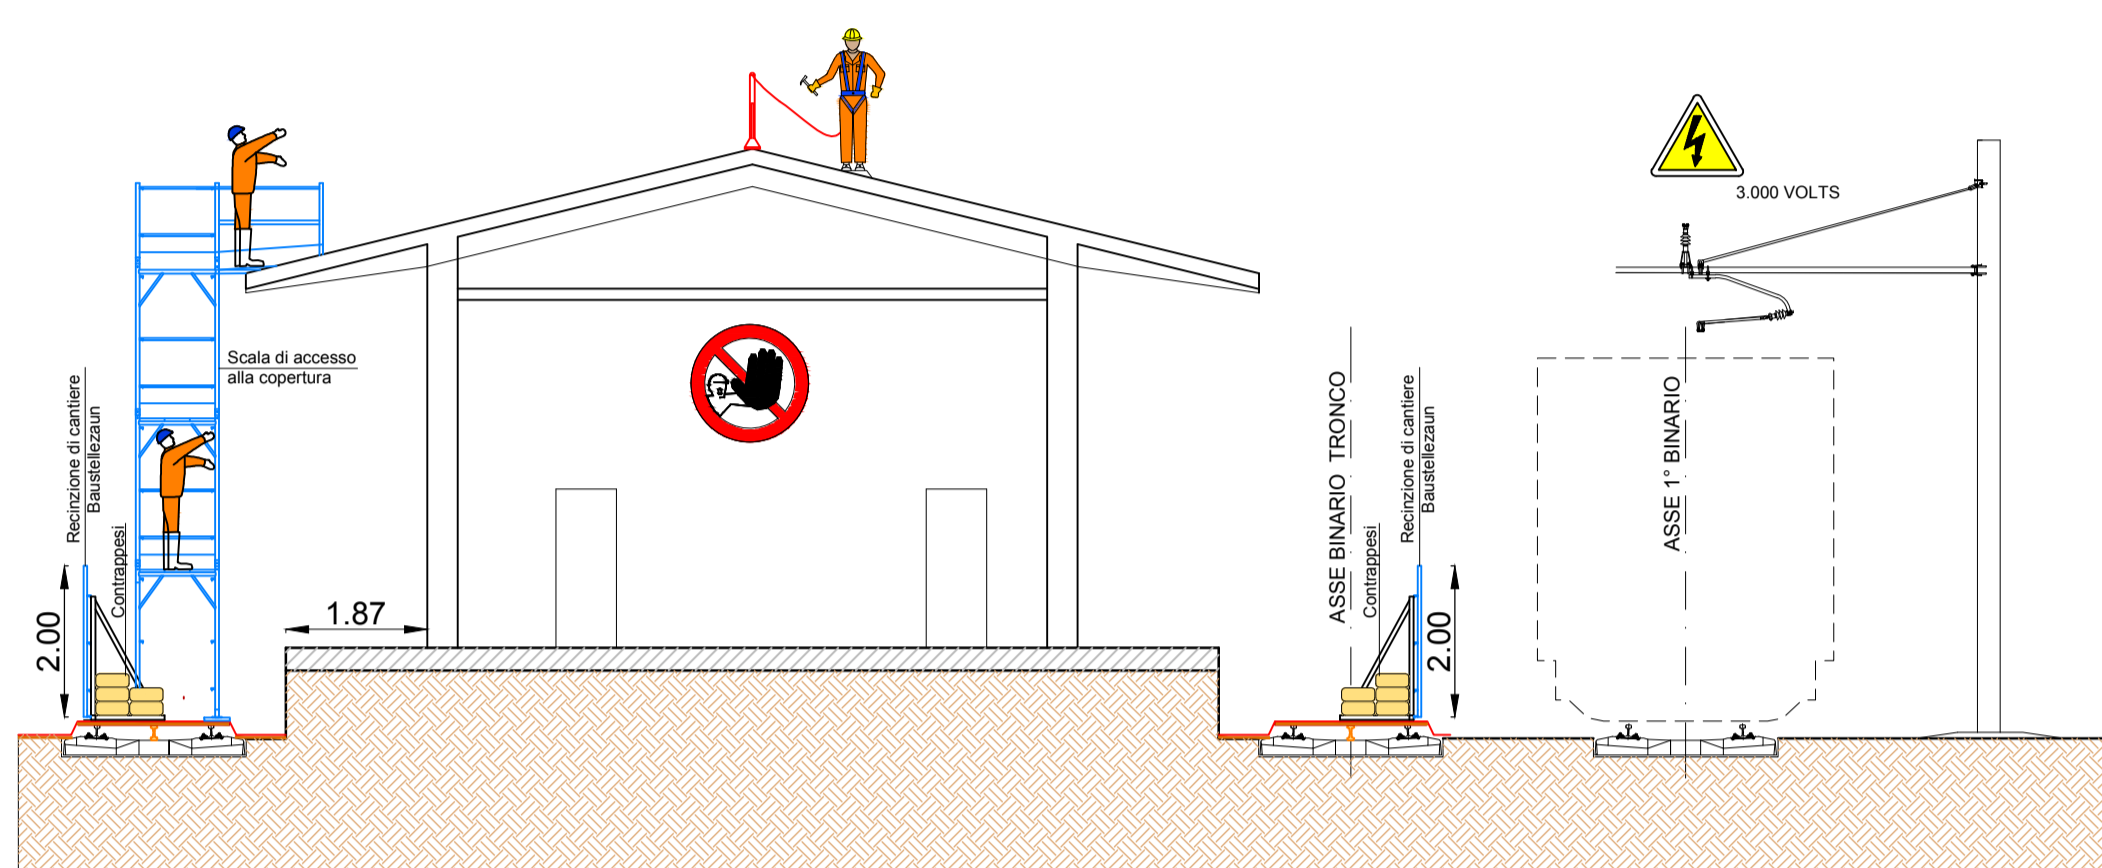 3.000 VOLTS
Scala di accesso
alla copertura
Recinzione di cantiere
Baustellezaun
Contrappesi
2.00
1.87
ASSE BINARIO TRONCO
Contrappesi
Recinzione di cantiere
Baustellezaun
2.00
ASSE 1° BINARIO